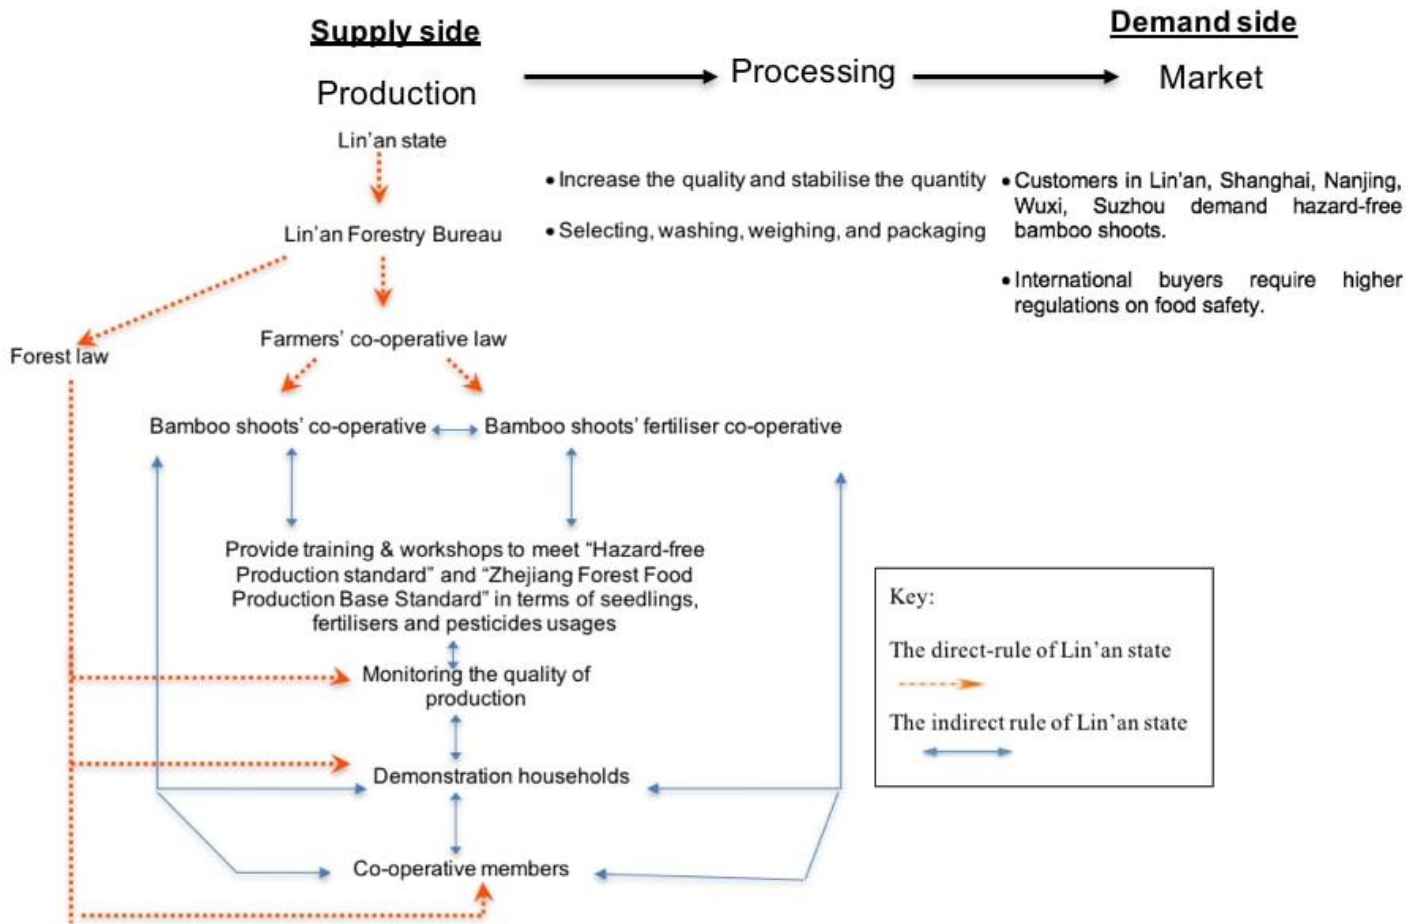 Supply side
Demand side
Production
Processing
Market
Lin'an state
• Increase the quality and stabilise the quantity
• Selecting, washing, weighing, and packaging
• Customers in Lin'an, Shanghai, Nanjing,
Wuxi, Suzhou demand hazard-free
bamboo shoots.
• International buyers require higher
regulations on food safety.
Lin'an Forestry Bureau
Forest law
Farmers' co-operative law
Bamboo shoots' co-operative
Bamboo shoots' fertiliser co-operative
Provide training & workshops to meet “Hazard-free
Production standard” and “Zhejiang Forest Food
Production Base Standard” in terms of seedlings,
fertilisers and pesticides usages
Monitoring the quality of
production
Demonstration households
Co-operative members
Key:
The direct-rule of Lin'an state
The indirect rule of Lin'an state